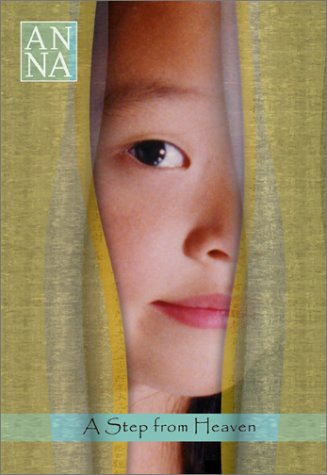 AN
NA
A Step from Heaven